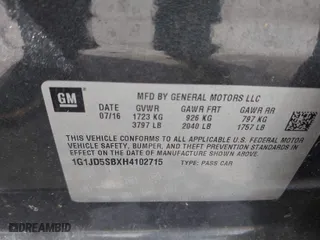 GM
MFD BY GENERAL MOTORS LLC
DATE GVWR GAWR FRT GAWR RR
07/16 1723 KG 926 KG 797 KG
3797 LB 2040 LB 1757 LB
THIS VEHICLE CONFORMS TO ALL APPLICABLE U.S. FEDERAL MOTOR
VEHICLE SAFETY, BUMPER, AND THEFT PREVENTION STANDARDS
IN EFFECT ON THE DATE OF MANUFACTURE SHOWN ABOVE.
1G1JD5SBXH4102715 TYPE: PASS CAR
DREAMBID